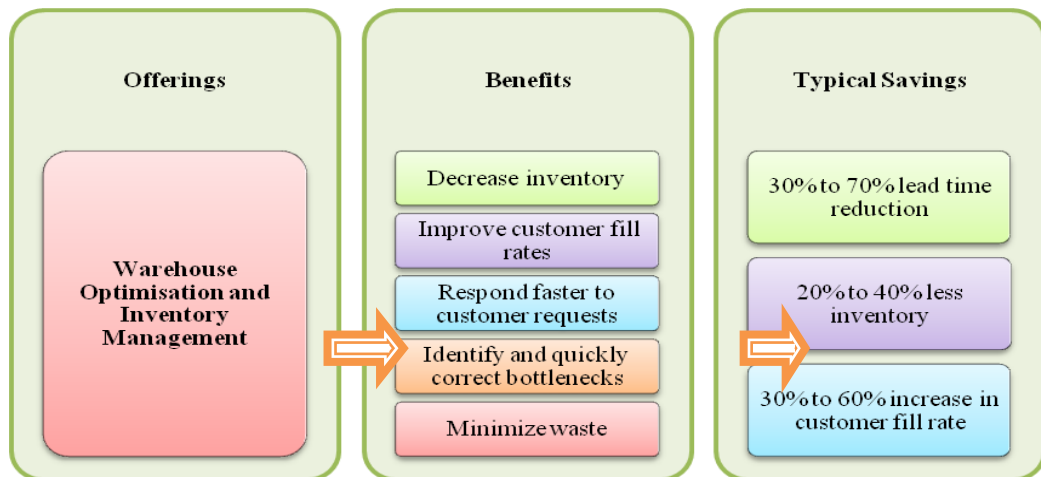 Offerings
Warehouse
Optimisation and
Inventory
Management
Benefits
Decrease inventory
Improve customer fill
rates
Respond faster to
customer requests
Identify and quickly
correct bottlenecks
Minimize waste
Typical Savings
30% to 70% lead time
reduction
20% to 40% less
inventory
30% to 60% increase in
customer fill rate